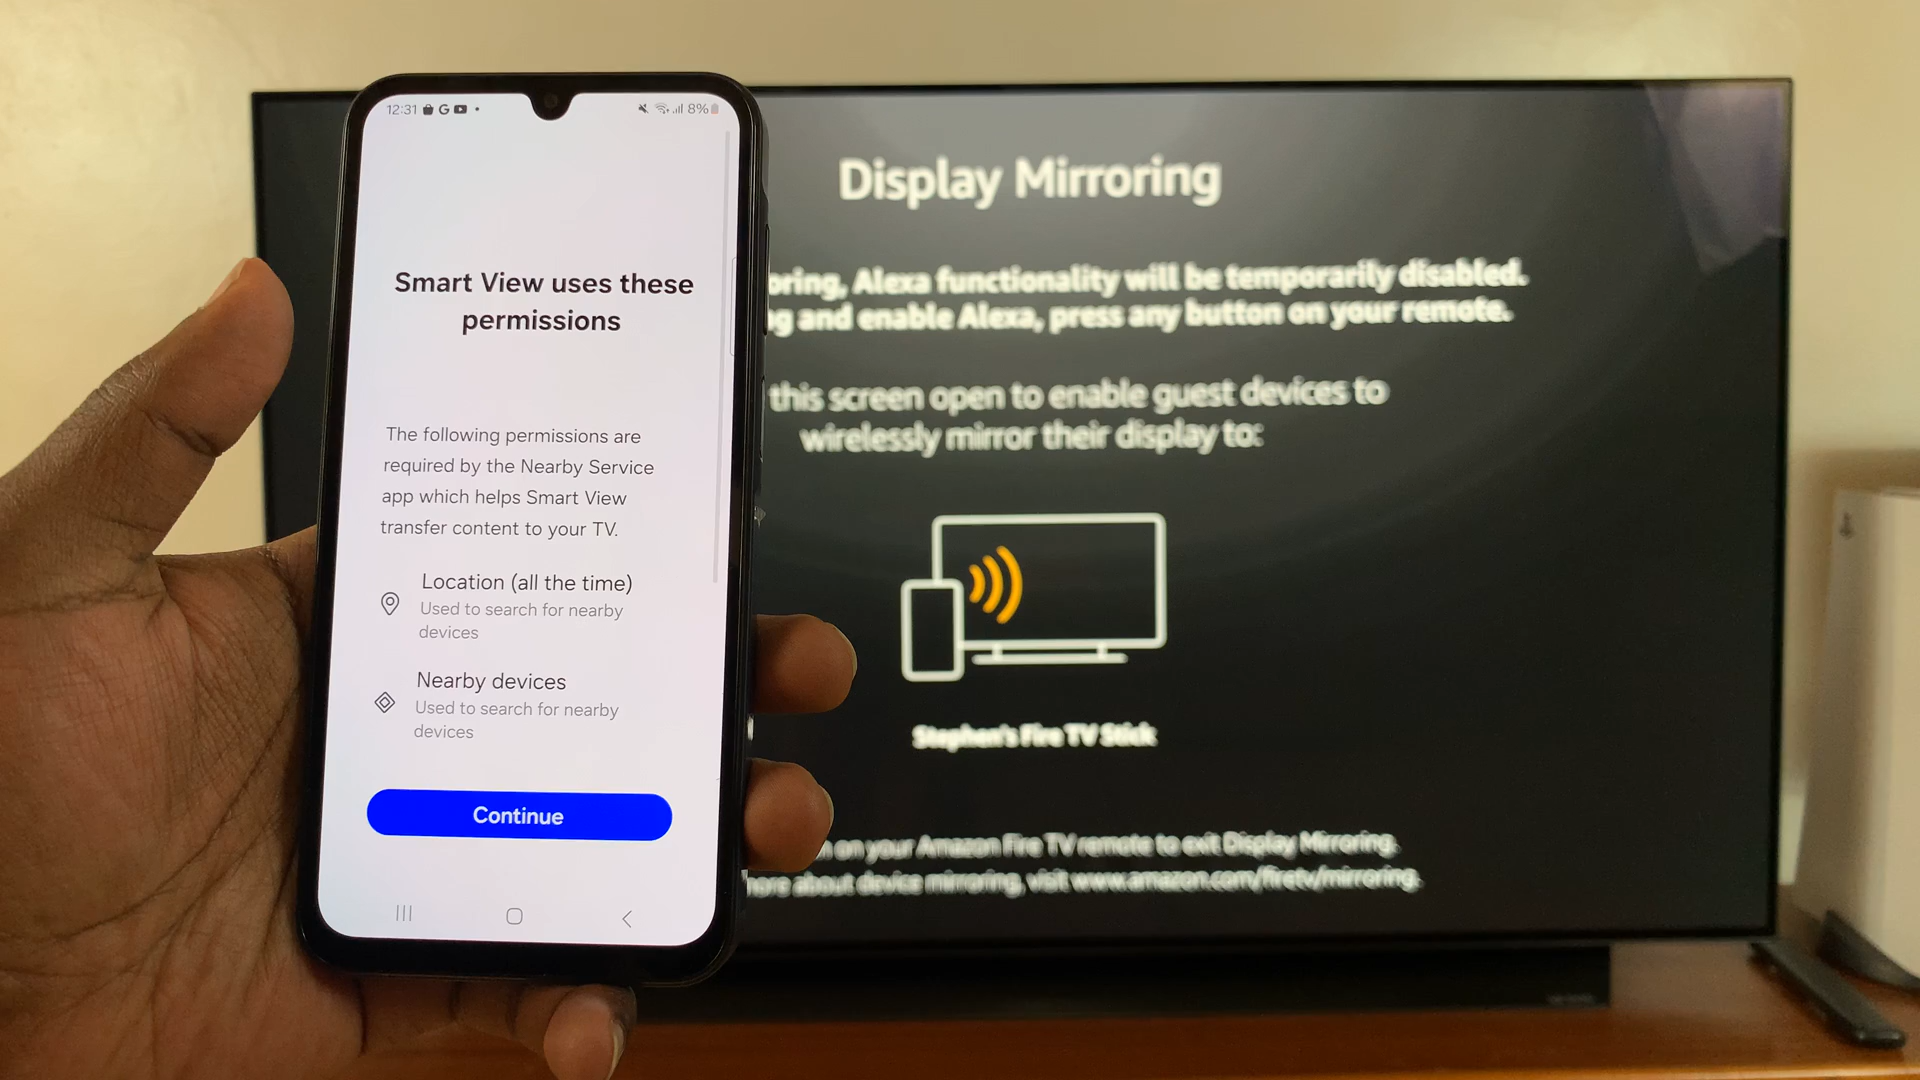 12:31 G 8%
Smart View uses these
permissions
The following permissions are
required by the Nearby Service
app which helps Smart View
transfer content to your TV.
Location (all the time)
Used to search for nearby
devices
Nearby devices
Used to search for nearby
devices
Continue
Display Mirroring
oring, Alexa functionality will be temporarily disabled.
g and enable Alexa, press any button on your remote.
this screen open to enable guest devices to
wirelessly mirror their display to:
Stephen's Fire TV Stick
n on your Amazon Fire TV remote to exit Display Mirroring.
more about device mirroring, visit www.amazon.com/firetv/mirroring.